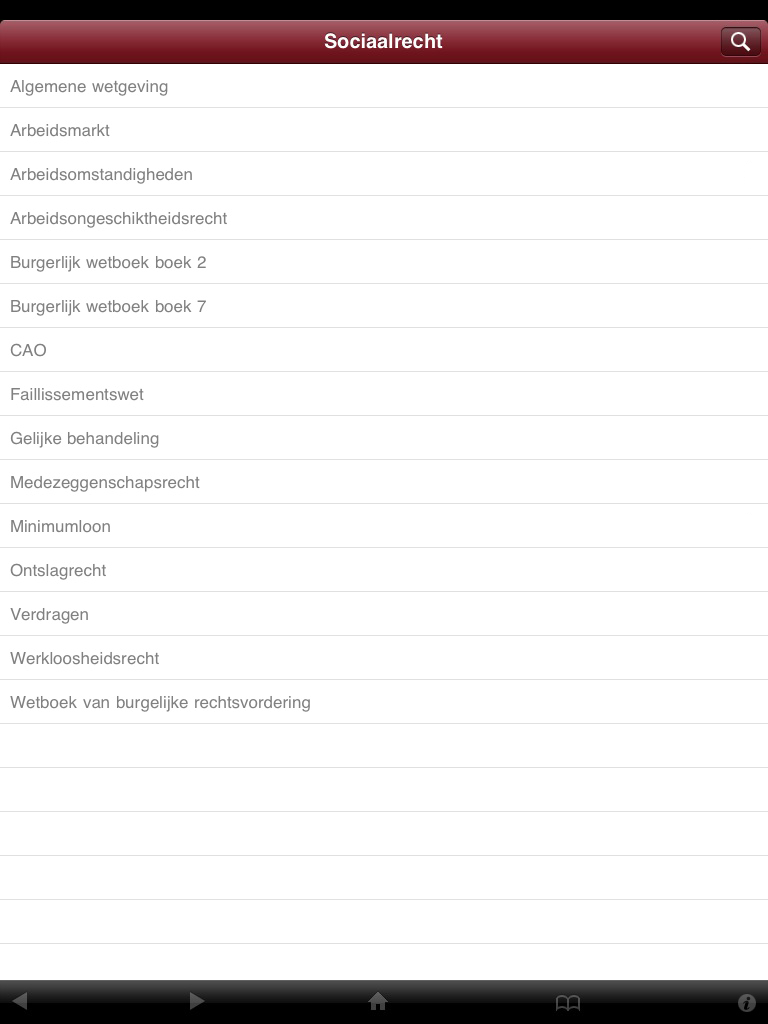 Sociaalrecht
Algemene wetgeving
Arbeidsmarkt
Arbeidsomstandigheden
Arbeidsongeschiktheidsrecht
Burgerlijk wetboek boek 2
Burgerlijk wetboek boek 7
CAO
Faillissementswet
Gelijke behandeling
Medezeggenschapsrecht
Minimumloon
Ontslagrecht
Verdragen
Werkloosheidsrecht
Wetboek van burgelijke rechtsvordering